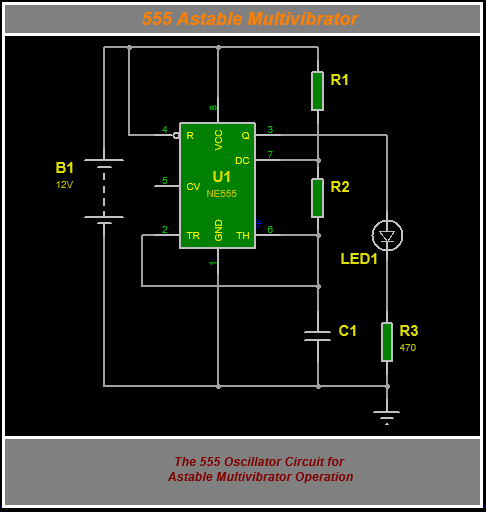 555 Astable Multivibrator
R1
8
4
3
R
VCC
Q
B1
12V
DC
7
5
CV
U1
NE555
R2
2
TR
GND
TH
6
LED1
1
C1
R3
470
The 555 Oscillator Circuit for
Astable Multivibrator Operation